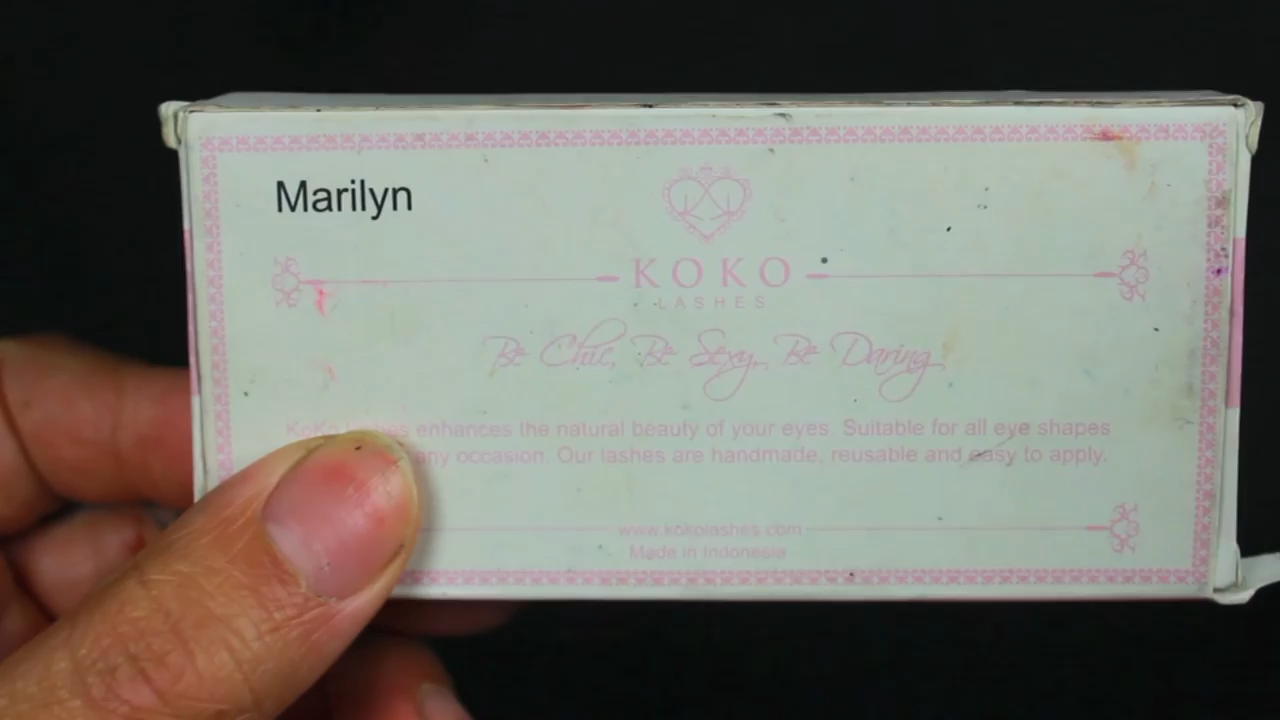 Marilyn
KOKO
LASHES
Be Chic, Be Sexy, Be Daring
KoKo Lashes enhances the natural beauty of your eyes. Suitable for all eye shapes
any occasion. Our lashes are handmade, reusable and easy to apply.
www.kokolashes.com
Made in Indonesia